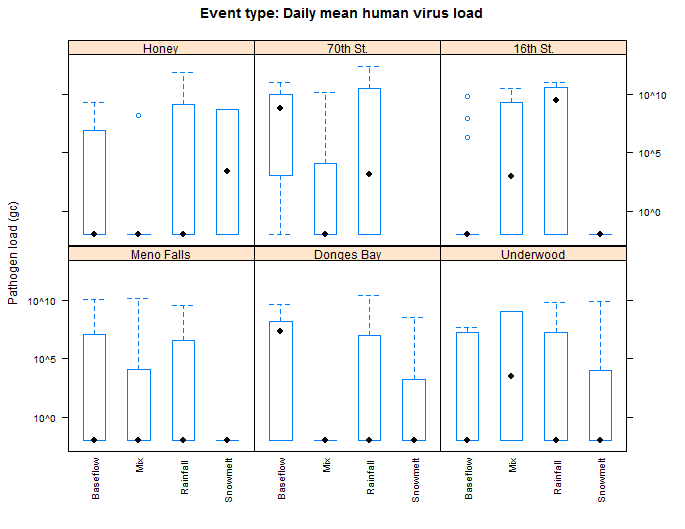 Event type: Daily mean human virus load
Honey 70th St. 16th St.
10^10
10^5
10^0
Meno Falls Donges Bay Underwood
10^10
10^5
10^0
Pathogen load (gc)
Baseflow Mix Rainfall Snowmelt Baseflow Mix Rainfall Snowmelt Baseflow Mix Rainfall Snowmelt